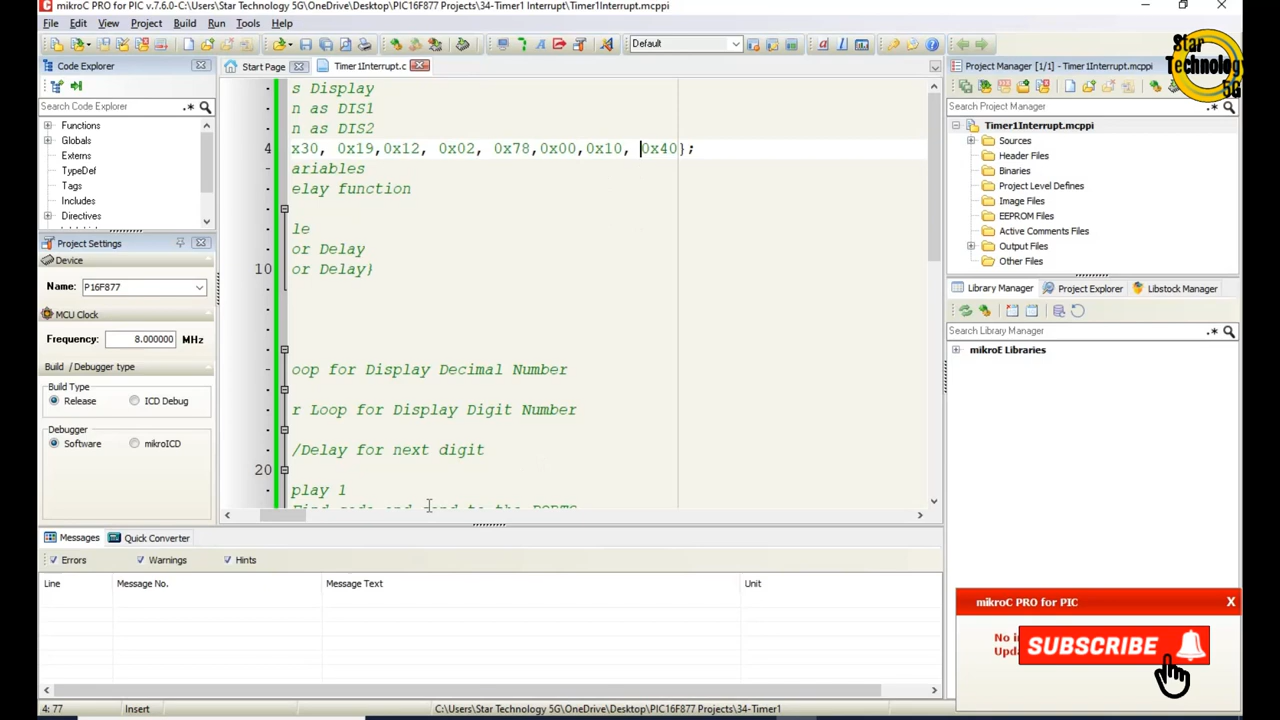 mikroC PRO for PIC v.7.6.0-C:\Users\Star Technology 5G\OneDrive\Desktop\PIC16F877 Projects\34-Timer1 Interrupt\Timer1Interrupt.mcppi
File Edit View Project Build Run Tools Help
Default
Star
Technology
5G
Code Explorer
Search Code Explorer
Functions
Globals
Externs
TypeDef
Tags
Includes
Directives
Project Settings
Device
Name: P16F877
MCU Clock
Frequency: 8.000000 MHz
Build / Debugger type
Build Type
Release ICD Debug
Debugger
Software mikroICD
Start Page Timer1Interrupt.c
s Display
n as DIS1
n as DIS2
4 x30, 0x19,0x12, 0x02, 0x78,0x00,0x10, 0x40};
ariables
elay function
le
or Delay
10 or Delay}
oop for Display Decimal Number
r Loop for Display Digit Number
/Delay for next digit
20
play 1
Project Manager [1/1] - Timer1Interrupt.mcppi
Search Project Manager
Timer1Interrupt.mcppi
Sources
Header Files
Binaries
Project Level Defines
Image Files
EEPROM Files
Active Comments Files
Output Files
Other Files
Library Manager Project Explorer Libstock Manager
Search Library Manager
mikroE Libraries
Messages Quick Converter
Errors Warnings Hints
Line Message No. Message Text Unit
mikroC PRO for PIC X
SUBSCRIBE
4: 77 Insert C:\Users\Star Technology 5G\OneDrive\Desktop\PIC16F877 Projects\34-Timer1